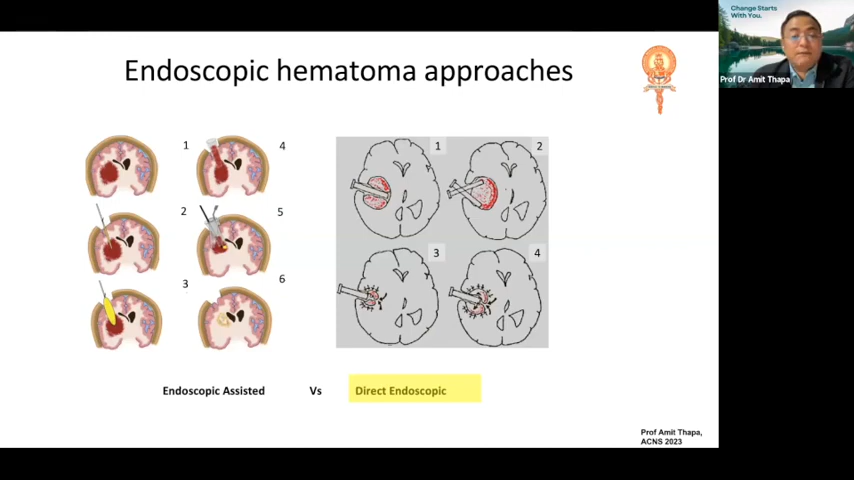 Change Starts
With You.
Prof Dr Amit Thapa
Endoscopic hematoma approaches
1
4
2
5
3
6
1
2
3
4
Endoscopic Assisted
Vs
Direct Endoscopic
Prof Amit Thapa,
ACNS 2023